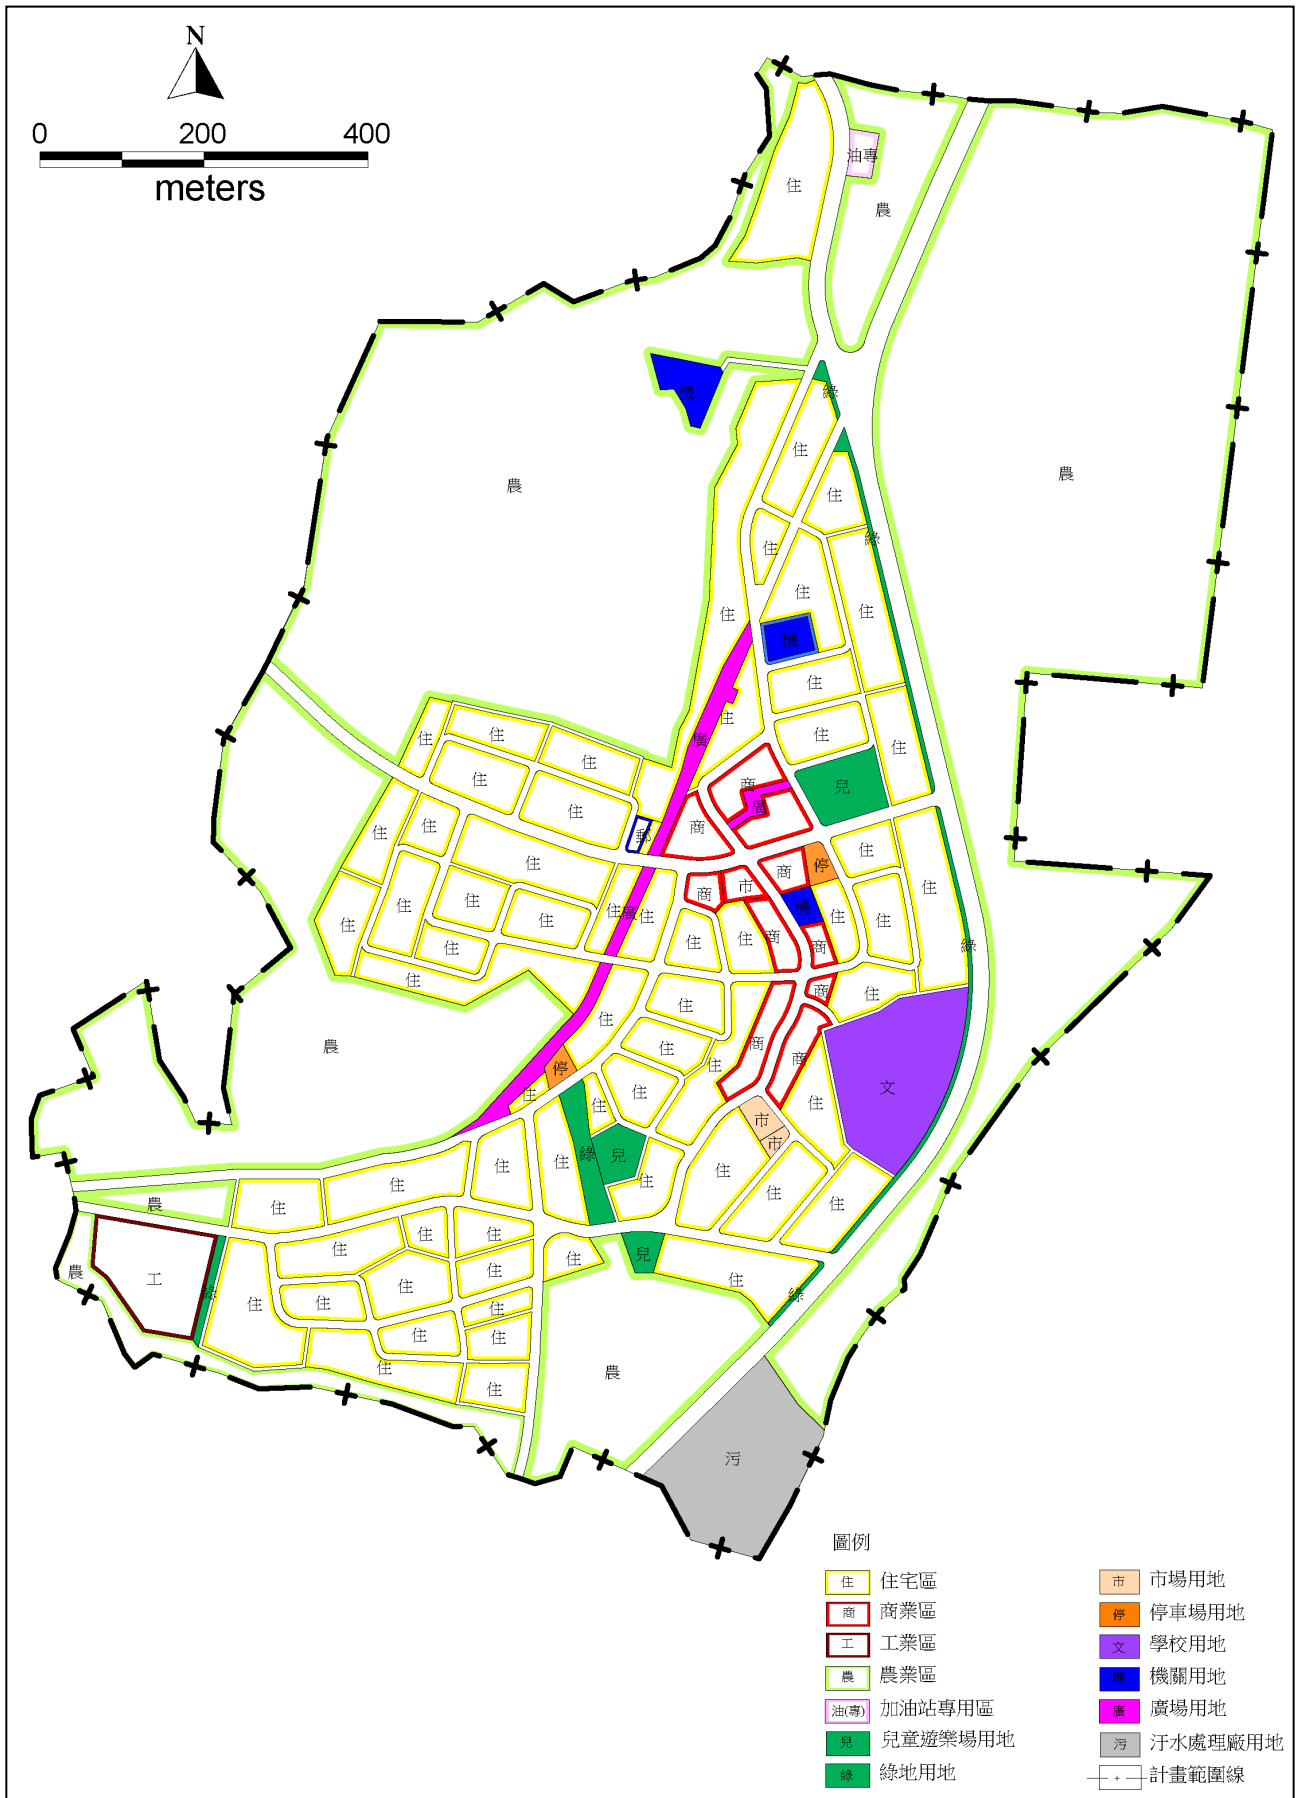 N
0 200 400
meters
油專
住
農
機
綠
住
農
農
住
綠
住
住
住
住
住
機
住
住
廣
住
住
住
住
住
住
住
商
兒
住
廣
商
住
住
郵
住
住
商
停
商
市
住
住
住
住
住
廣
住
住
機
住
住
商
商
住
住
綠
住
商
住
住
住
農
住
商
商
住
停
文
住
住
住
住
市
市
綠
兒
住
住
住
住
住
住
住
住
住
農
住
住
住
兒
住
農
工
住
住
住
綠
綠
住
住
住
住
住
住
住
農
住
污
圖例
住 住宅區
商 商業區
工 工業區
農 農業區
油(專) 加油站專用區
兒 兒童遊樂場用地
綠 綠地用地
市 市場用地
停 停車場用地
文 學校用地
機 機關用地
廣 廣場用地
污 汙水處理廠用地
計畫範圍線